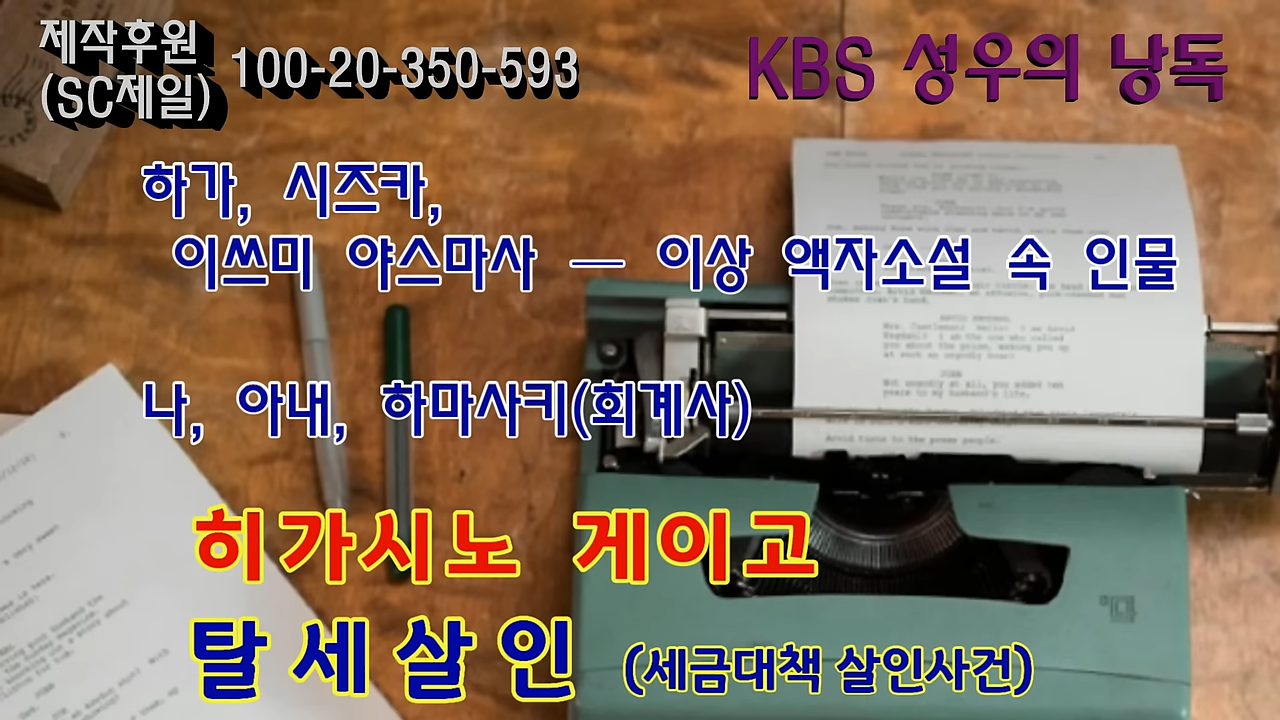 제작후원
(SC제일)
100-20-350-593
KBS 성우의 낭독
하가, 시즈카,
이쓰미 야스마사 — 이상 액자소설 속 인물
나, 아내, 하마사키(회계사)
히가시노 게이고
탈세살인 (세금대책 살인사건)